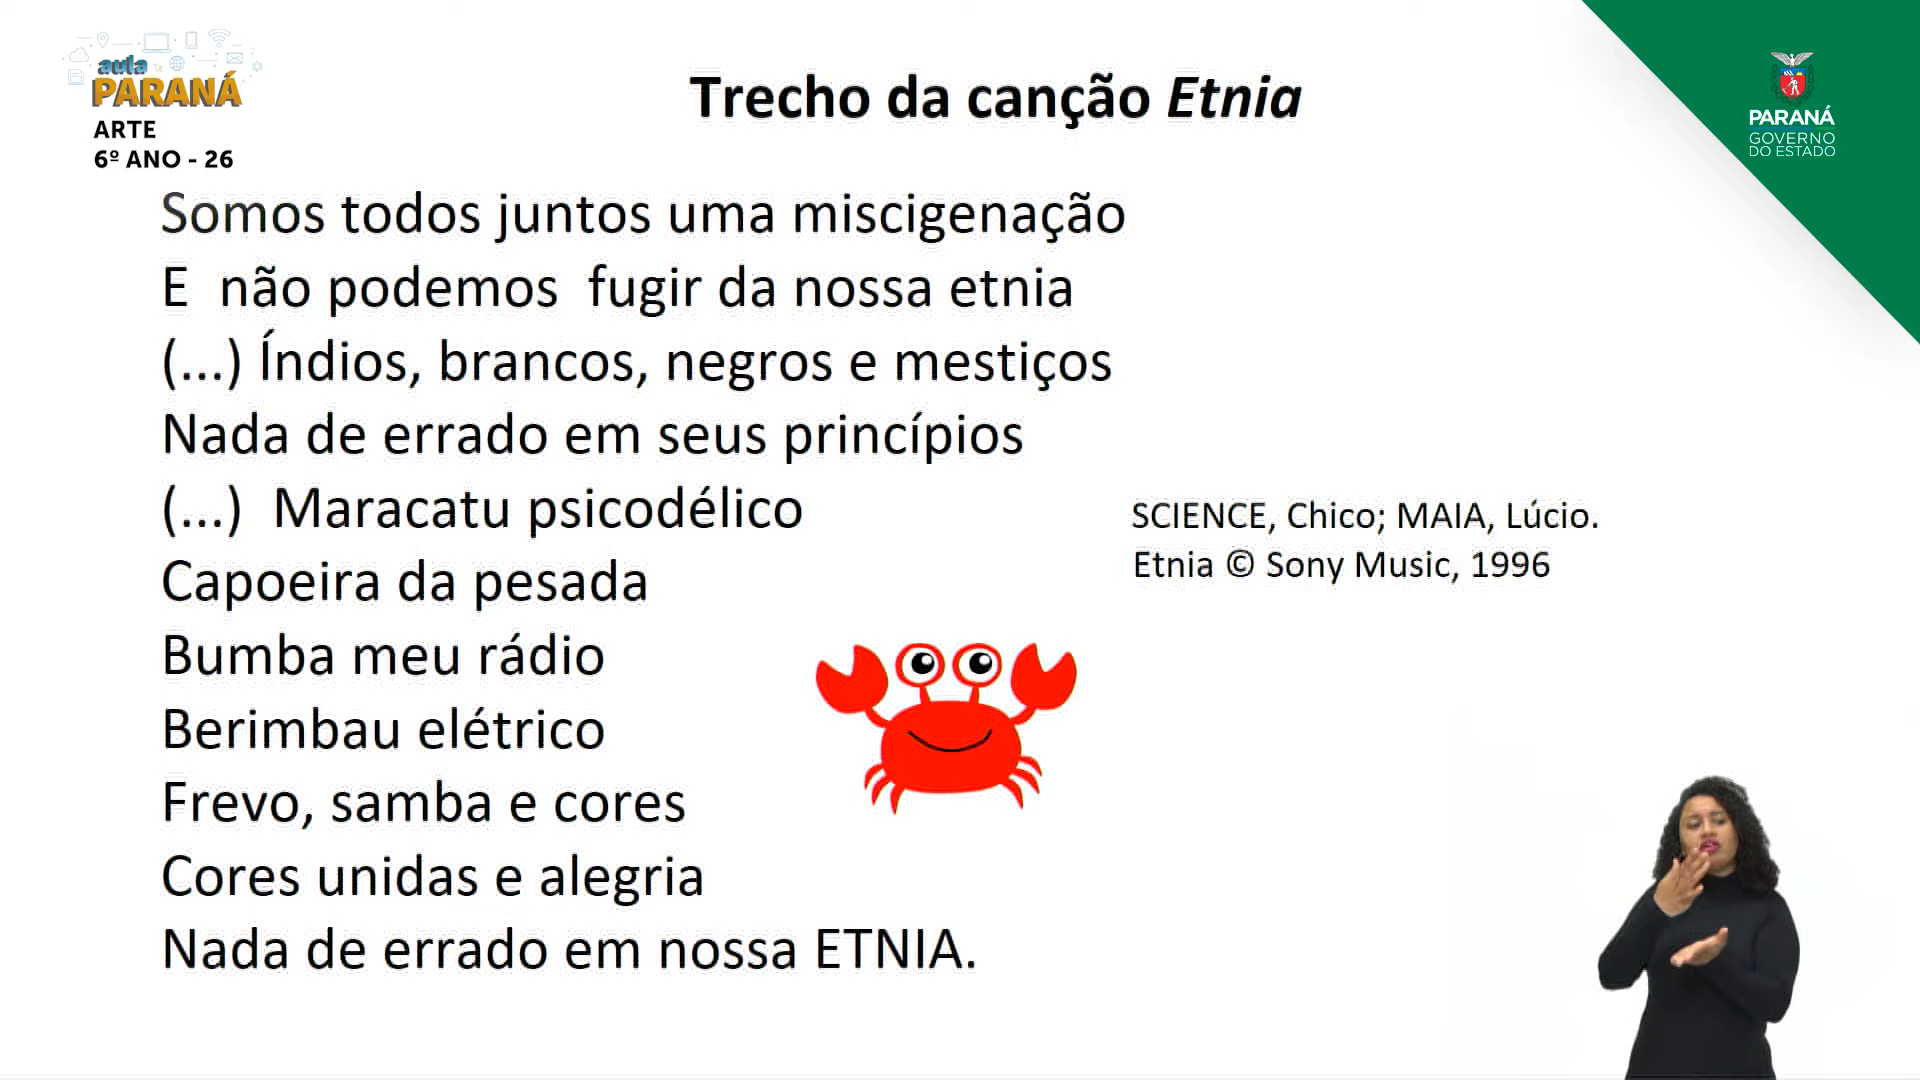 aula
PARANÁ
ARTE
6º ANO - 26
Trecho da canção Etnia
PARANÁ
GOVERNO
DO ESTADO
Somos todos juntos uma miscigenação
E não podemos fugir da nossa etnia
(...) Índios, brancos, negros e mestiços
Nada de errado em seus princípios
(...) Maracatu psicodélico
Capoeira da pesada
Bumba meu rádio
Berimbau elétrico
Frevo, samba e cores
Cores unidas e alegria
Nada de errado em nossa ETNIA.
SCIENCE, Chico; MAIA, Lúcio.
Etnia © Sony Music, 1996